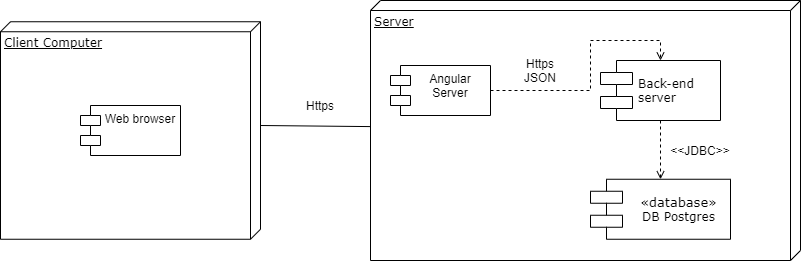 Client Computer
Web browser
Https
Server
Angular
Server
Https
JSON
Back-end
server
<<JDBC>>
«database»
DB Postgres